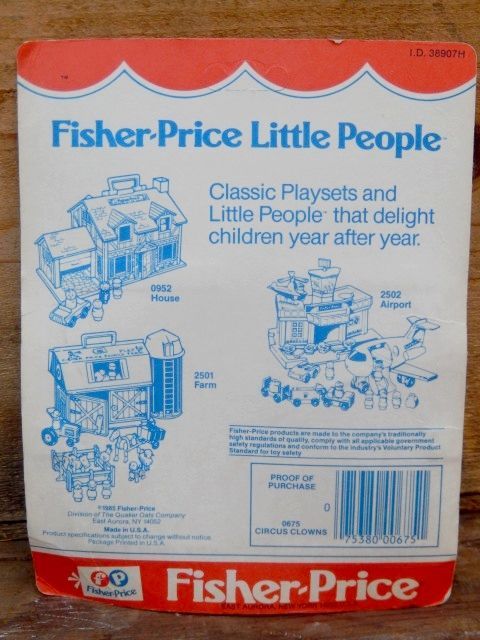 I.D. 38907H
TM
Fisher-Price Little People
Classic Playsets and
Little People that delight
children year after year.
0952
House
2502
Airport
2501
Farm
Fisher-Price products are made to the company's traditionally
high standards of quality, comply with all applicable government
safety regulations and conform to the industry's Voluntary Product
Standard for toy safety
©1985 Fisher-Price
Division of The Quaker Oats Company
East Aurora, NY 14052
Made in U.S.A.
Product specifications subject to change without notice.
Package Printed in U.S.A.
PROOF OF
PURCHASE
0
0675
CIRCUS CLOWNS
75380 00675
FP
Fisher-Price
Fisher-Price
EAST AURORA, NEW YORK